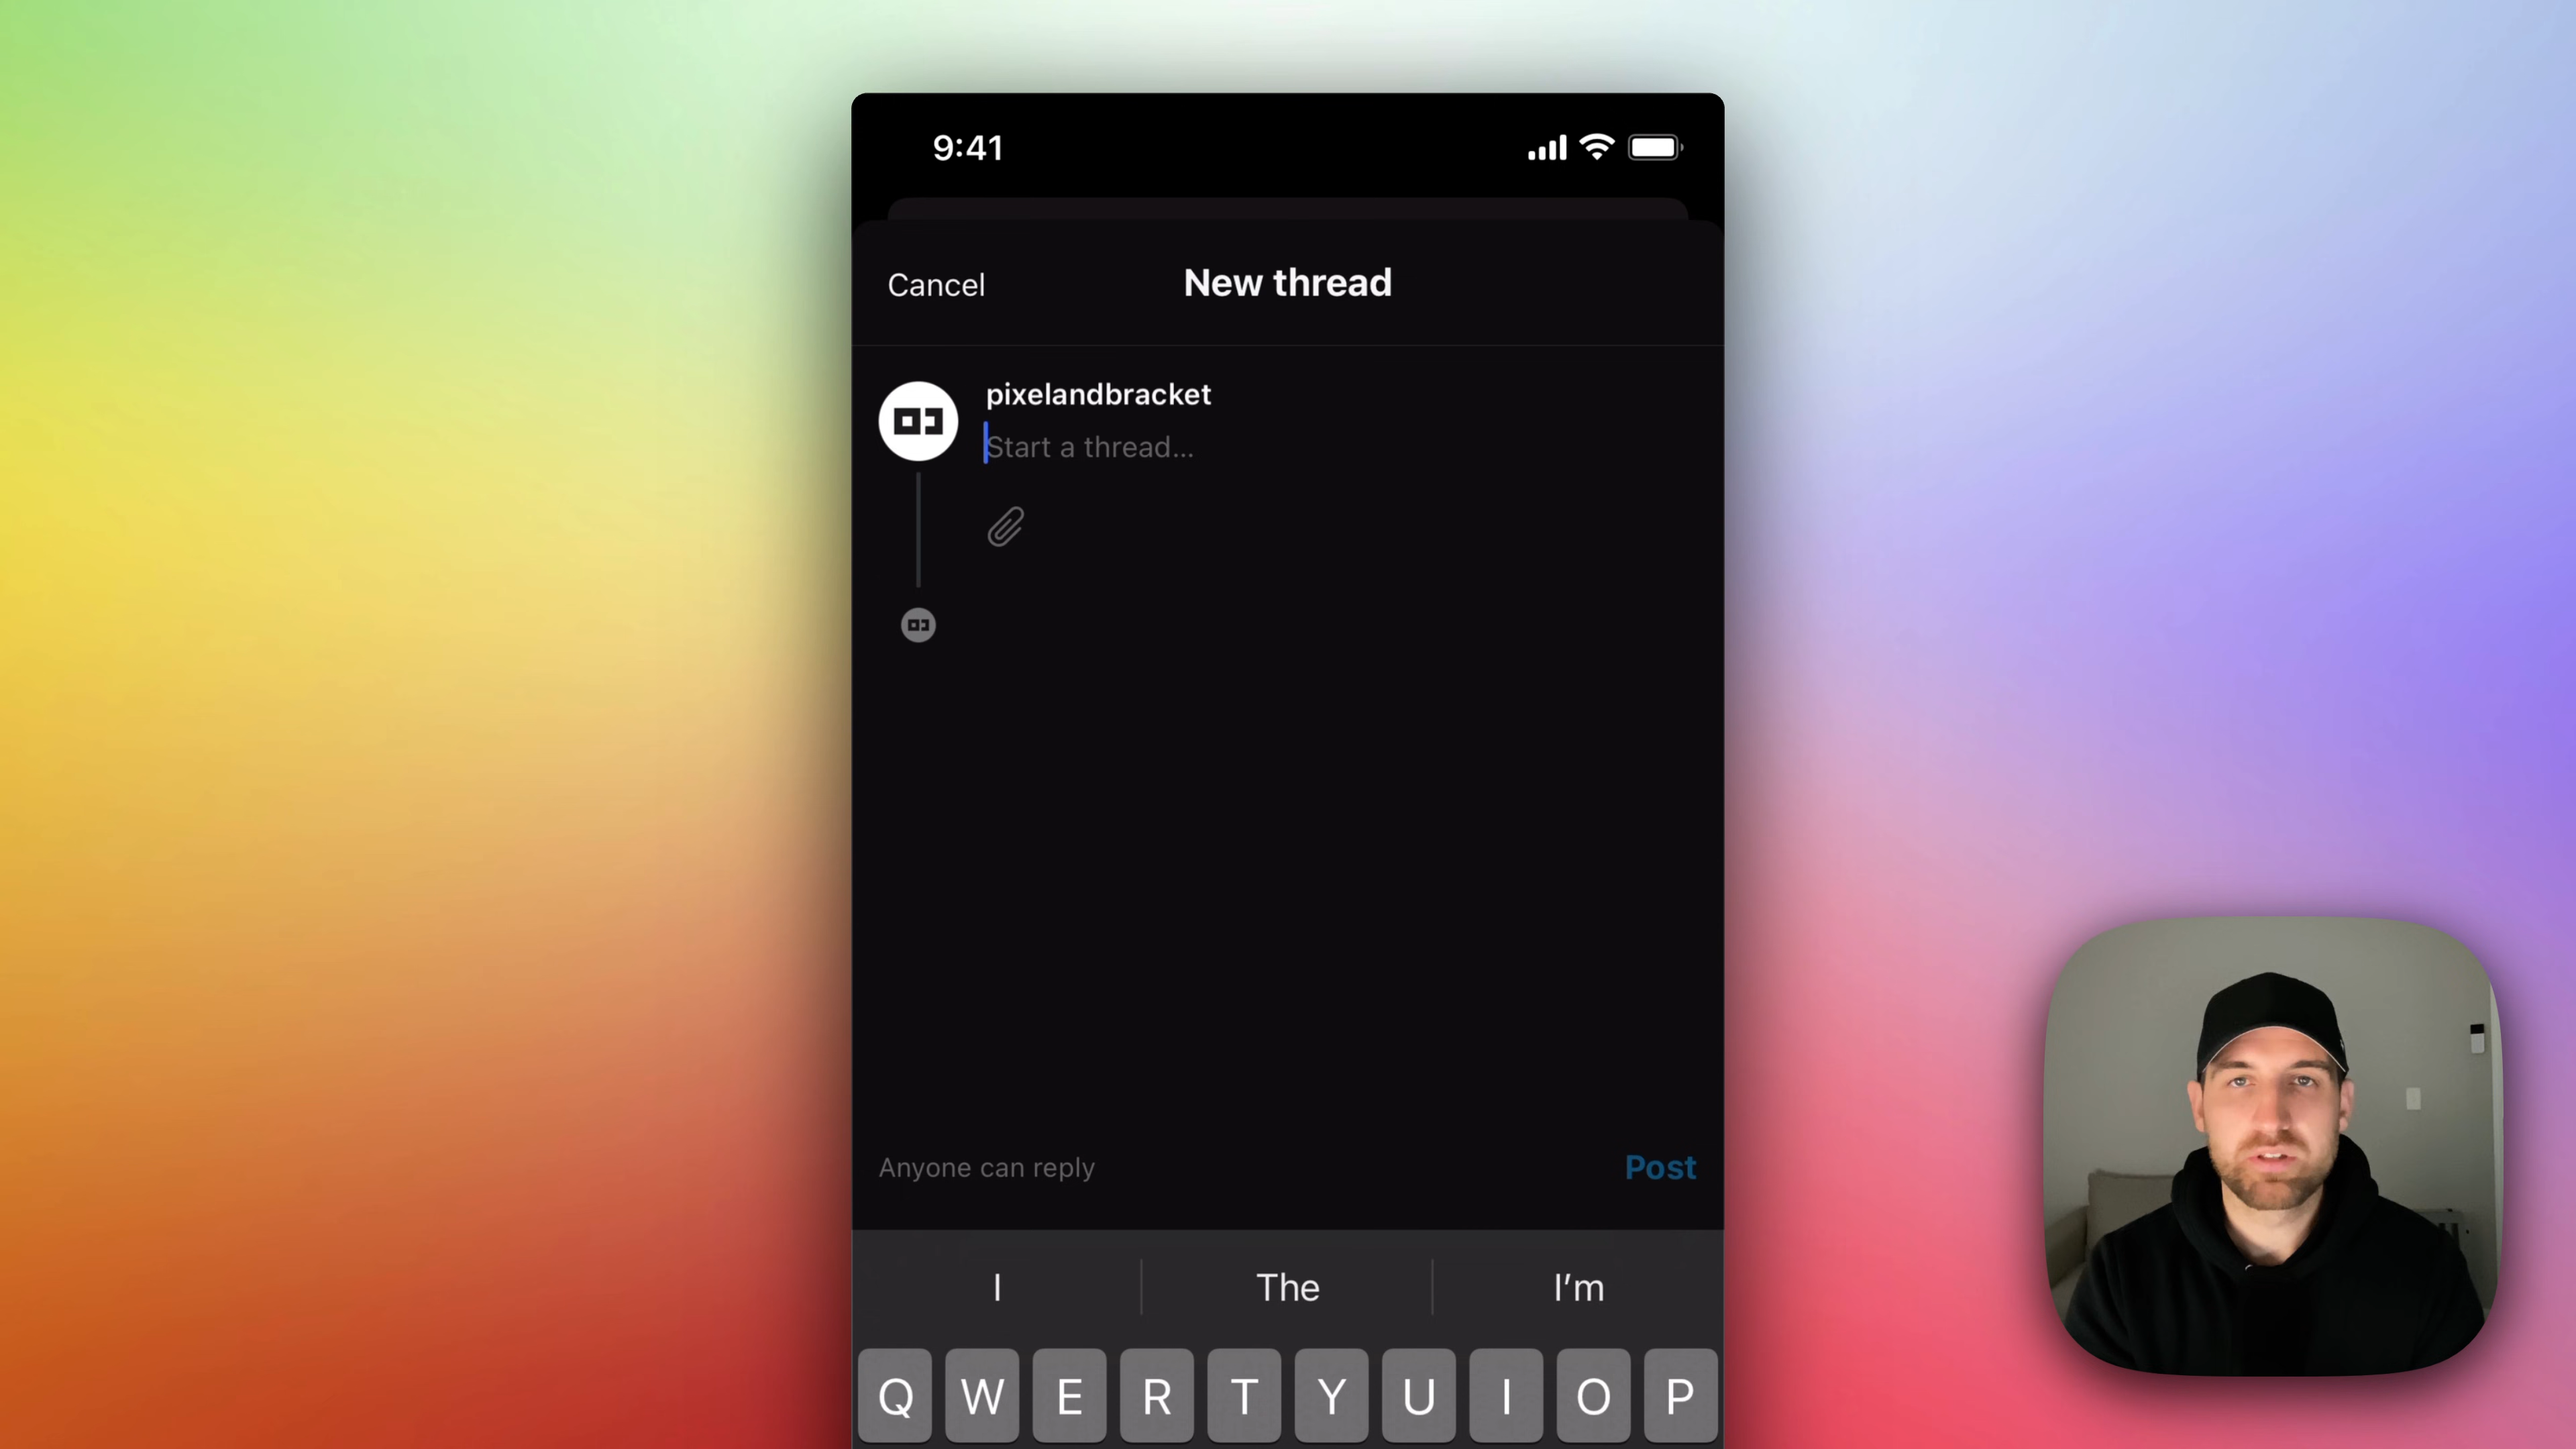 9:41
Cancel
New thread
pixelandbracket
Start a thread...
Anyone can reply
Post
I
The
I'm
Q W E R T Y U I O P